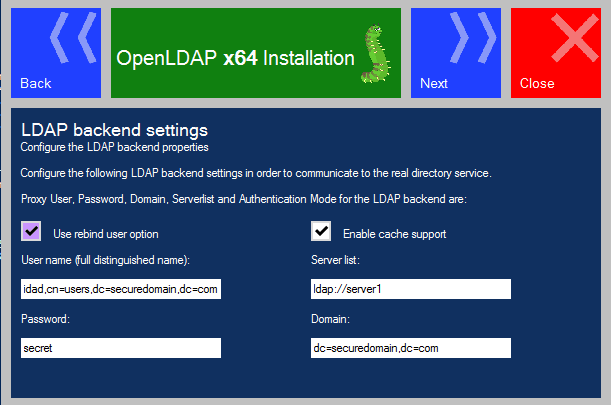 Back
OpenLDAP x64 Installation
Next
Close
LDAP backend settings
Configure the LDAP backend properties
Configure the following LDAP backend settings in order to communicate to the real directory service.
Proxy User, Password, Domain, Serverlist and Authentication Mode for the LDAP backend are:
Use rebind user option
Enable cache support
User name (full distinguished name):
Server list:
idad,cn=users,dc=securedomain,dc=com
ldap://server1
Password:
Domain:
secret
dc=securedomain,dc=com